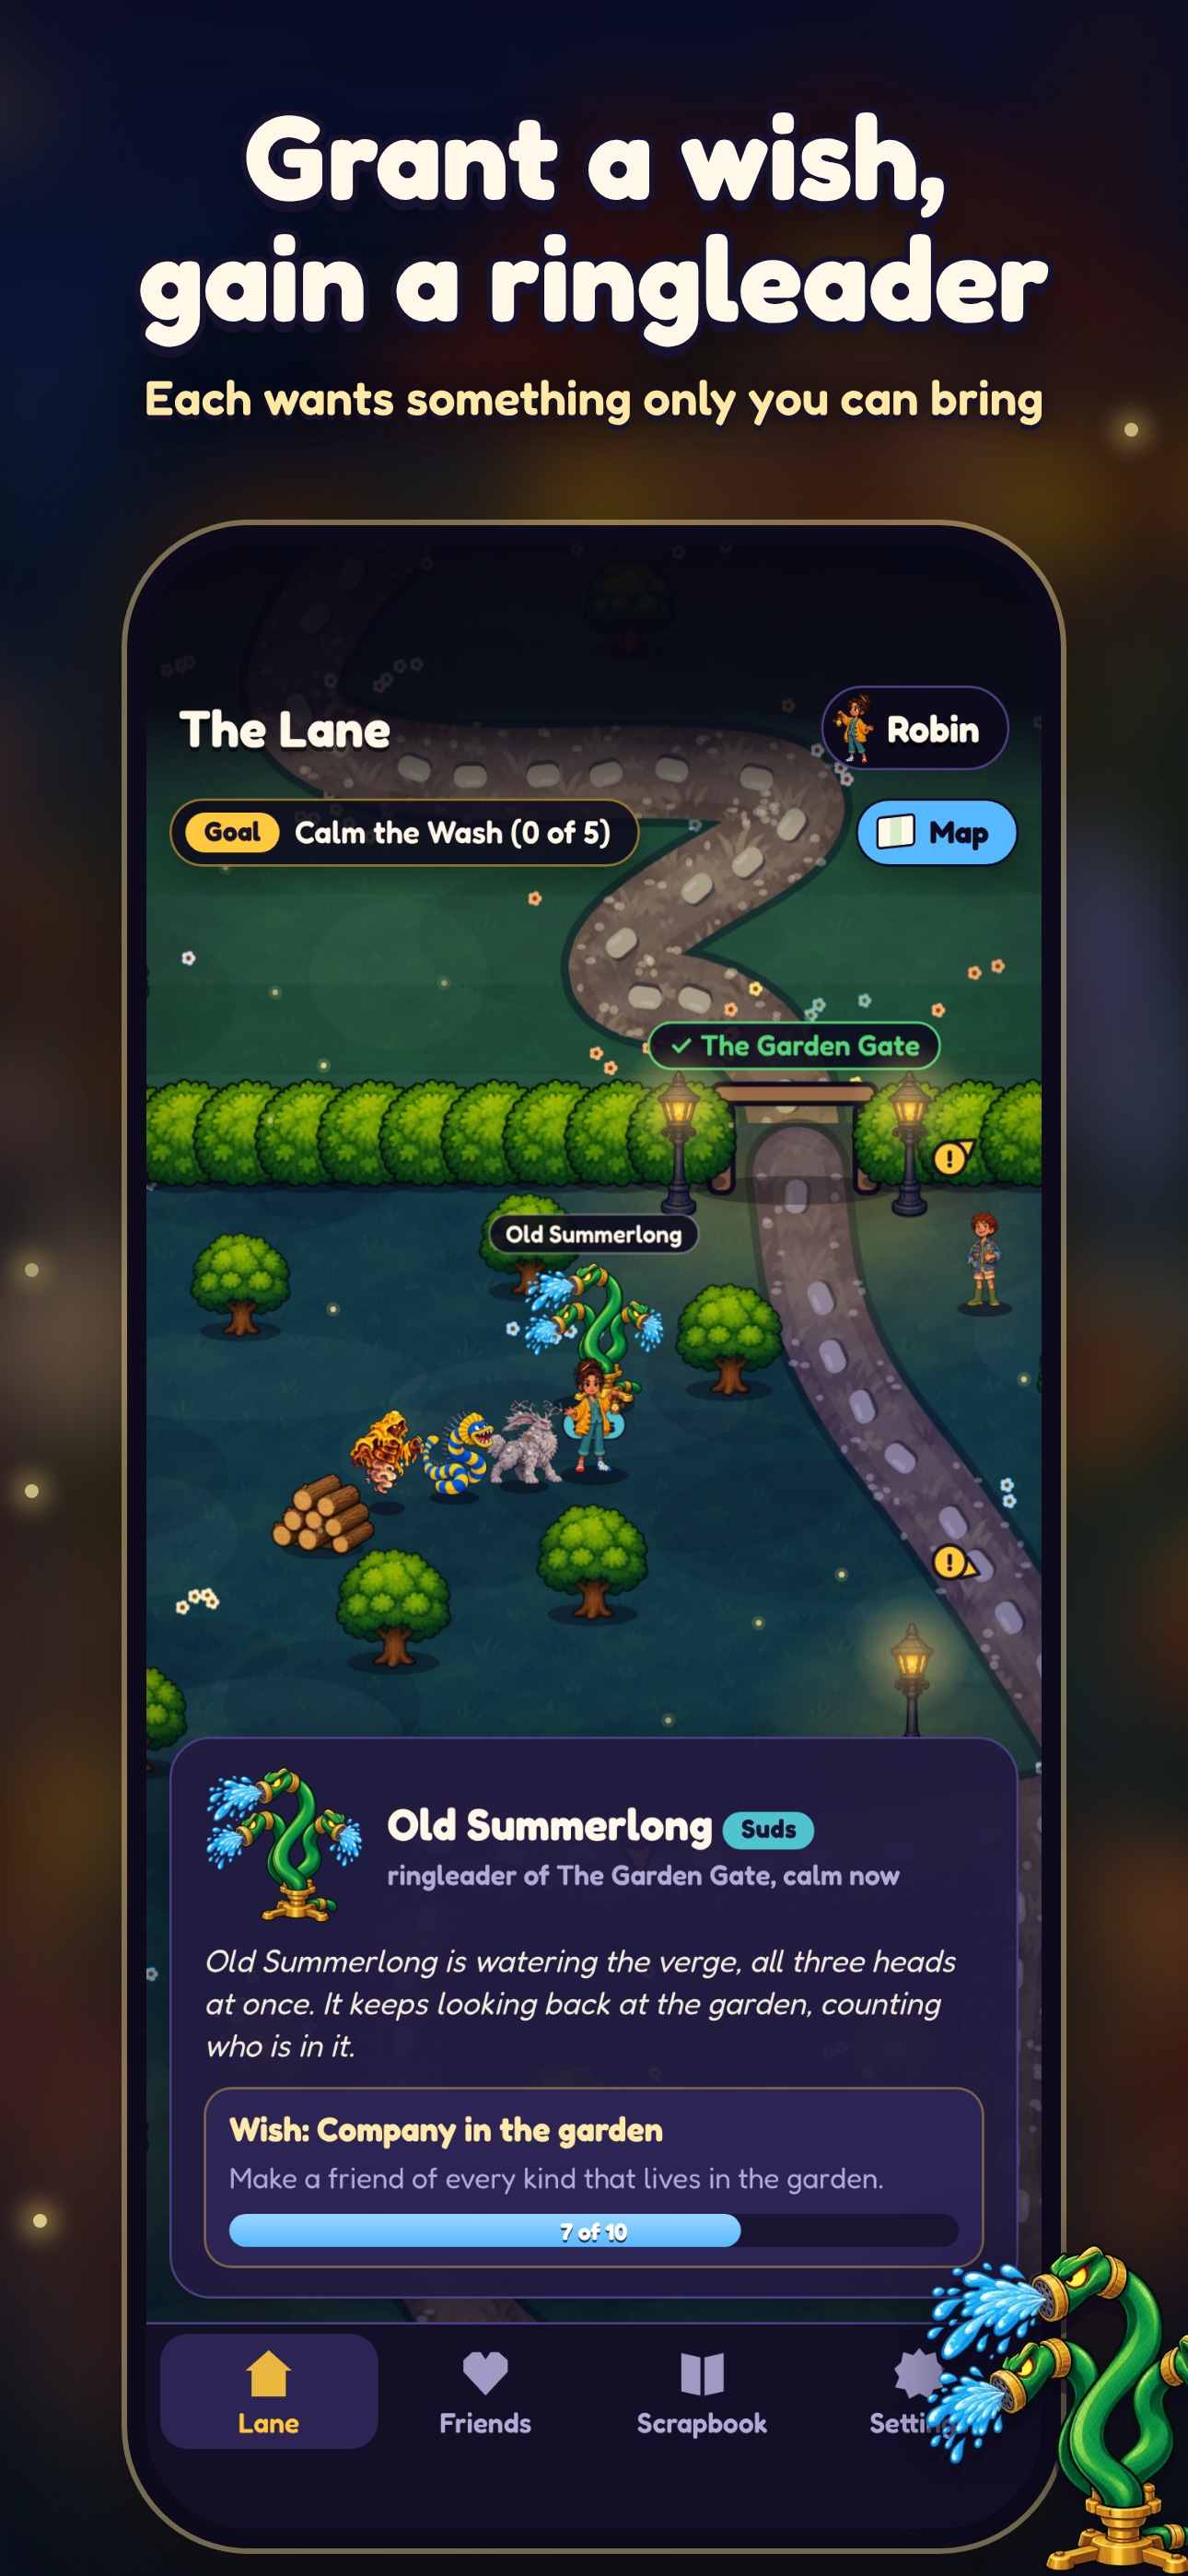 Grant a wish,
gain a ringleader
Each wants something only you can bring
The Lane
Robin
Goal Calm the Wash (0 of 5)
Map
✓ The Garden Gate
!
Old Summerlong
!
Old Summerlong Suds
ringleader of The Garden Gate, calm now
Old Summerlong is watering the verge, all three heads
at once. It keeps looking back at the garden, counting
who is in it.
Wish: Company in the garden
Make a friend of every kind that lives in the garden.
7 of 10
Lane
Friends
Scrapbook